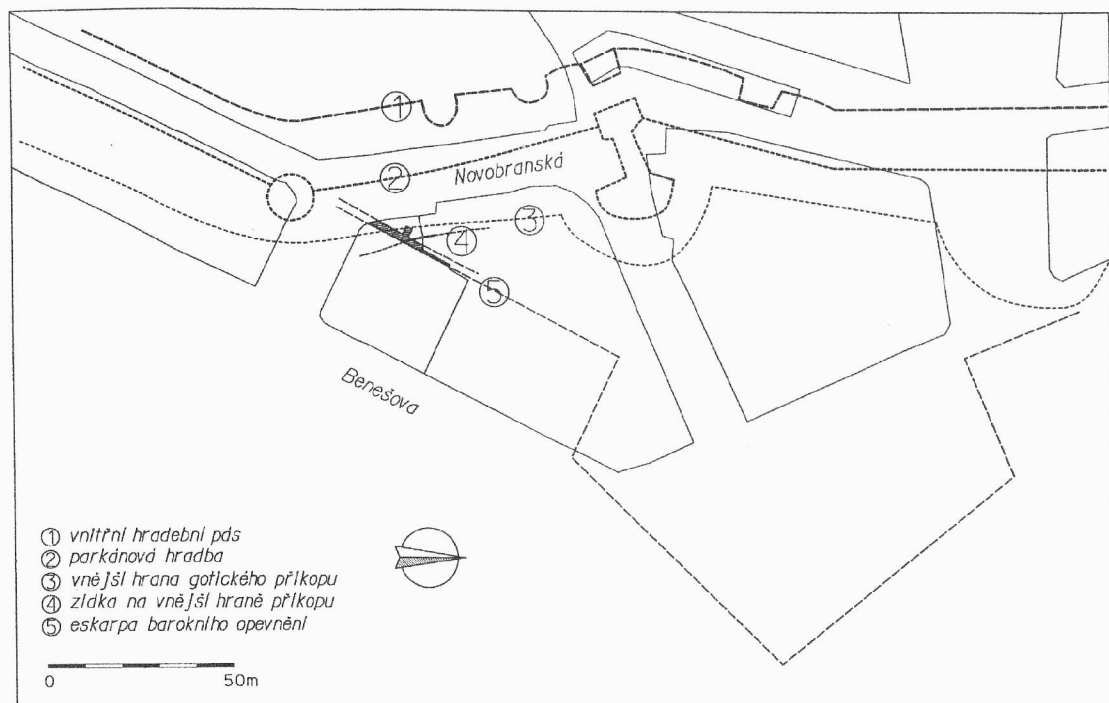 1
2
Novobranská
3
4
5
Benešova
1 vnitřní hradební pás
2 parkánová hradba
3 vnější hrana gotického příkopu
4 zídka na vnější hraně příkopu
5 eskarpa barokního opevnění
0 50m